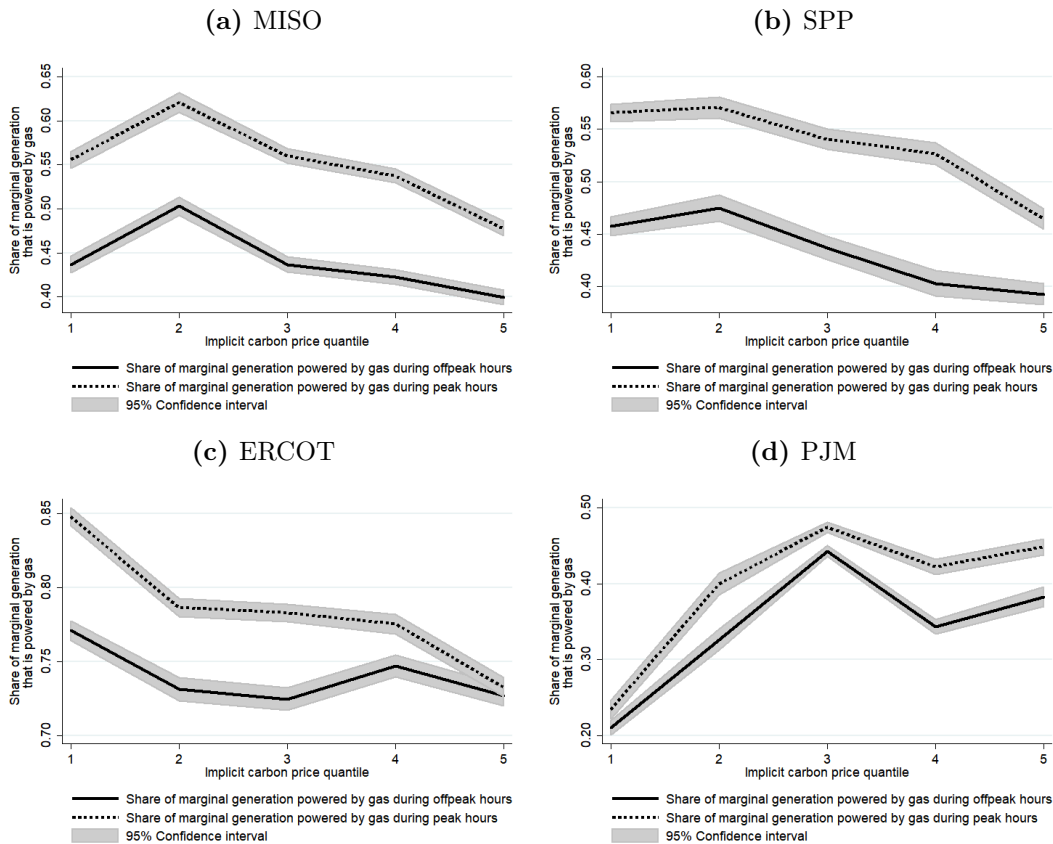 (a) MISO
Share of marginal generation
that is powered by gas
0.65
0.60
0.55
0.50
0.45
0.40
1 2 3 4 5
Implicit carbon price quantile
Share of marginal generation powered by gas during offpeak hours
Share of marginal generation powered by gas during peak hours
95% Confidence interval
(b) SPP
Share of marginal generation
that is powered by gas
0.60
0.55
0.50
0.45
0.40
1 2 3 4 5
Implicit carbon price quantile
Share of marginal generation powered by gas during offpeak hours
Share of marginal generation powered by gas during peak hours
95% Confidence interval
(c) ERCOT
Share of marginal generation
that is powered by gas
0.85
0.80
0.75
0.70
1 2 3 4 5
Implicit carbon price quantile
Share of marginal generation powered by gas during offpeak hours
Share of marginal generation powered by gas during peak hours
95% Confidence interval
(d) PJM
Share of marginal generation
that is powered by gas
0.50
0.40
0.30
0.20
1 2 3 4 5
Implicit carbon price quantile
Share of marginal generation powered by gas during offpeak hours
Share of marginal generation powered by gas during peak hours
95% Confidence interval